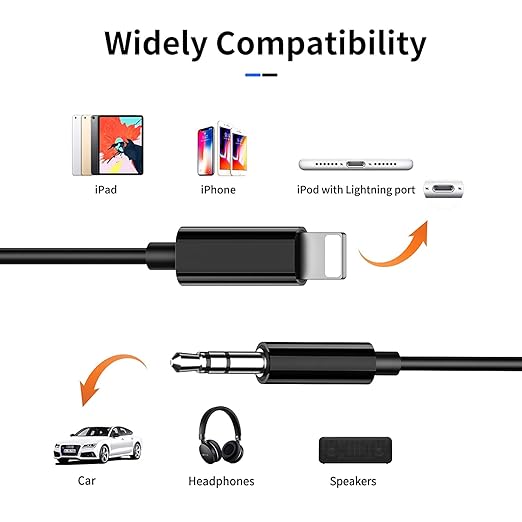 Widely Compatibility
iPad
iPhone
iPod with Lightning port
Car
Headphones
Speakers